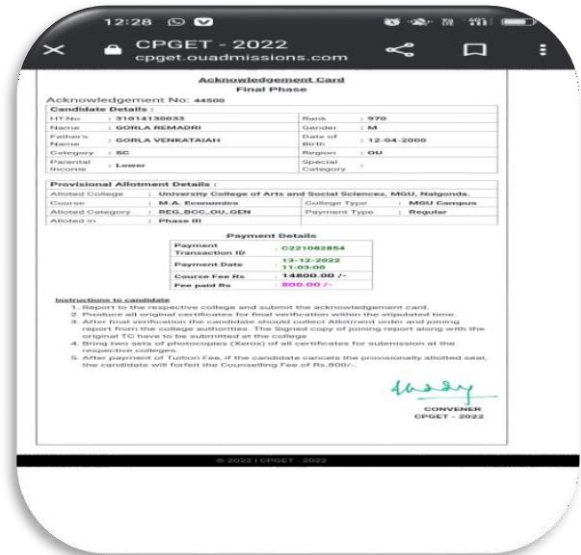 12:28
CPGET - 2022
cpget.ouadmissions.com
Acknowledgement Card
Final Phase
Acknowledgement No: 44500
Candidate Details :
HT.No : 31014130033 Rank : 970
Name : GORLA REMADRI Gender : M
Father's Name : GORLA VENKATAIAH Date of Birth : 12-04-2000
Category : SC Region : OU
Parental Income : Lower Special Category :
Provisional Allotment Details :
Alloted College : University College of Arts and Social Sciences, MGU, Nalgonda.
Course : M.A. Economics College Type : MGU Campus
Alloted Category : REG_BCC_OU_GEN Payment Type : Regular
Alloted in : Phase III
Payment Details
Payment Transaction ID : C221082854
Payment Date : 13-12-2022 11:03:00
Course Fee Rs : 14800.00 /-
Fee paid Rs : 800.00 /-
Instructions to candidate
1. Report to the respective college and submit the acknowledgement card.
2. Produce all original certificates for final verification within the stipulated time.
3. After final verification the candidate should collect Allotment order and joining
report from the college authorities. The Signed copy of joining report along with the
original TC have to be submitted at the college
4. Bring two sets of photocopies (Xerox) of all certificates for submission at the
respective colleges.
5. After payment of Tuition Fee, if the candidate cancels the provisionally allotted seat,
the candidate will forfeit the Counselling Fee of Rs.800/-.
CONVENER
CPGET - 2022
© 2022 | CPGET - 2022